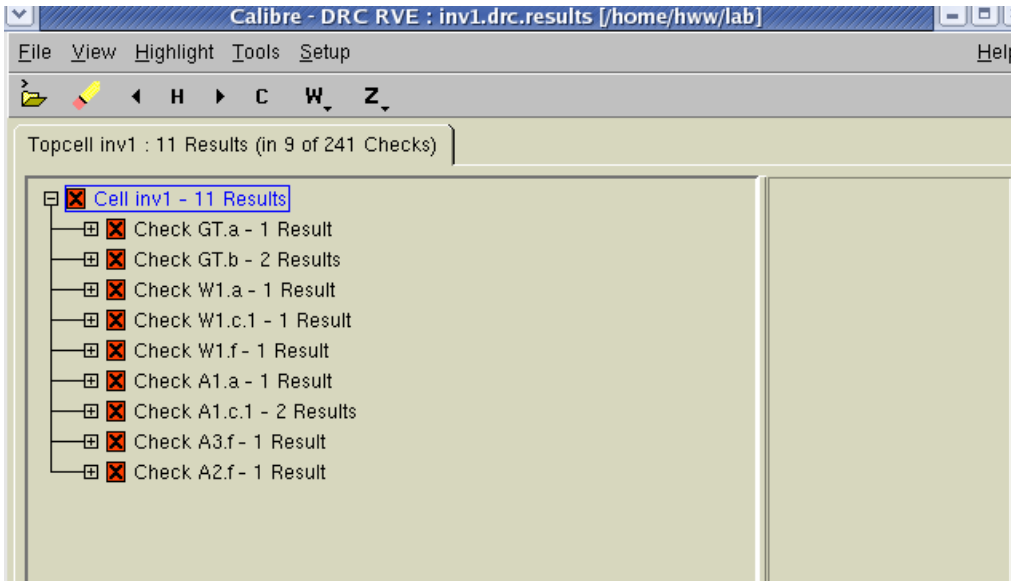 Calibre - DRC RVE : inv1.drc.results [/home/hww/lab]
File View Highlight Tools Setup Help
H C W Z
Topcell inv1 : 11 Results (in 9 of 241 Checks)
Cell inv1 - 11 Results
Check GT.a - 1 Result
Check GT.b - 2 Results
Check W1.a - 1 Result
Check W1.c.1 - 1 Result
Check W1.f - 1 Result
Check A1.a - 1 Result
Check A1.c.1 - 2 Results
Check A3.f - 1 Result
Check A2.f - 1 Result